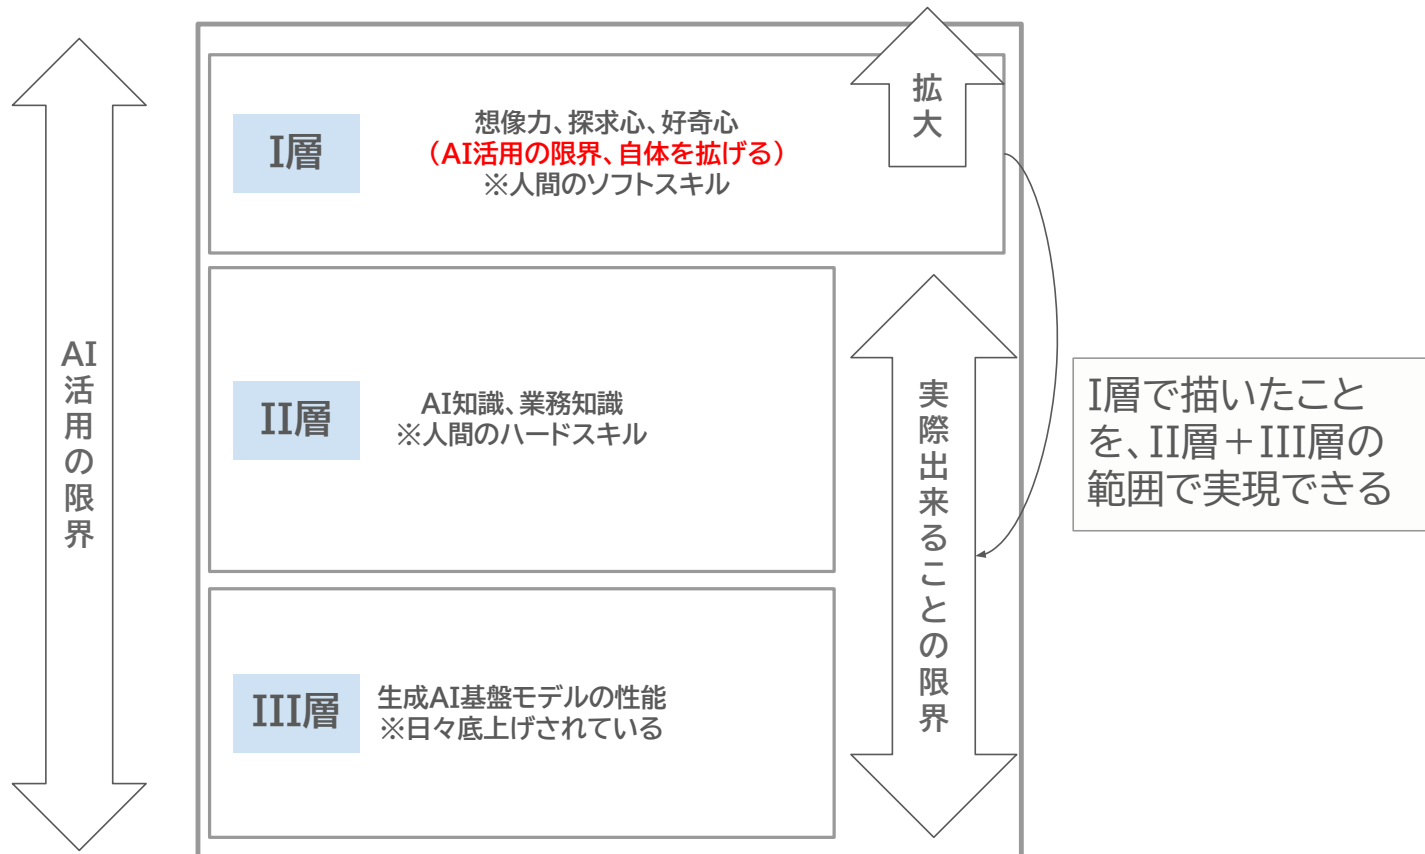 AI活用の限界
I層
想像力、探求心、好奇心
（AI活用の限界、自体を拡げる）
※人間のソフトスキル
拡大
II層
AI知識、業務知識
※人間のハードスキル
III層
生成AI基盤モデルの性能
※日々底上げされている
実際出来ることの限界
I層で描いたこと
を、II層＋III層の
範囲で実現できる